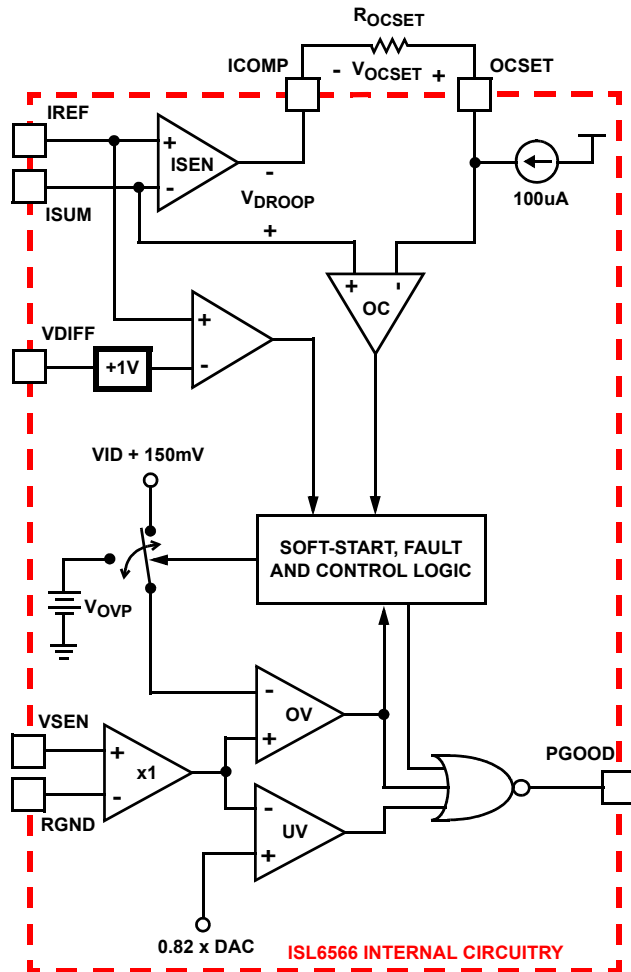 ROCSET
ICOMP
- VOCSET +
OCSET
IREF
+
ISEN
-
-
VDROOP
+
ISUM
100uA
+ -
OC
VDIFF
+1V
+
-
VID + 150mV
SOFT-START, FAULT
AND CONTROL LOGIC
VOVP
-
OV
+
VSEN
+
x1
-
RGND
PGOOD
-
UV
+
0.82 x DAC
ISL6566 INTERNAL CIRCUITRY